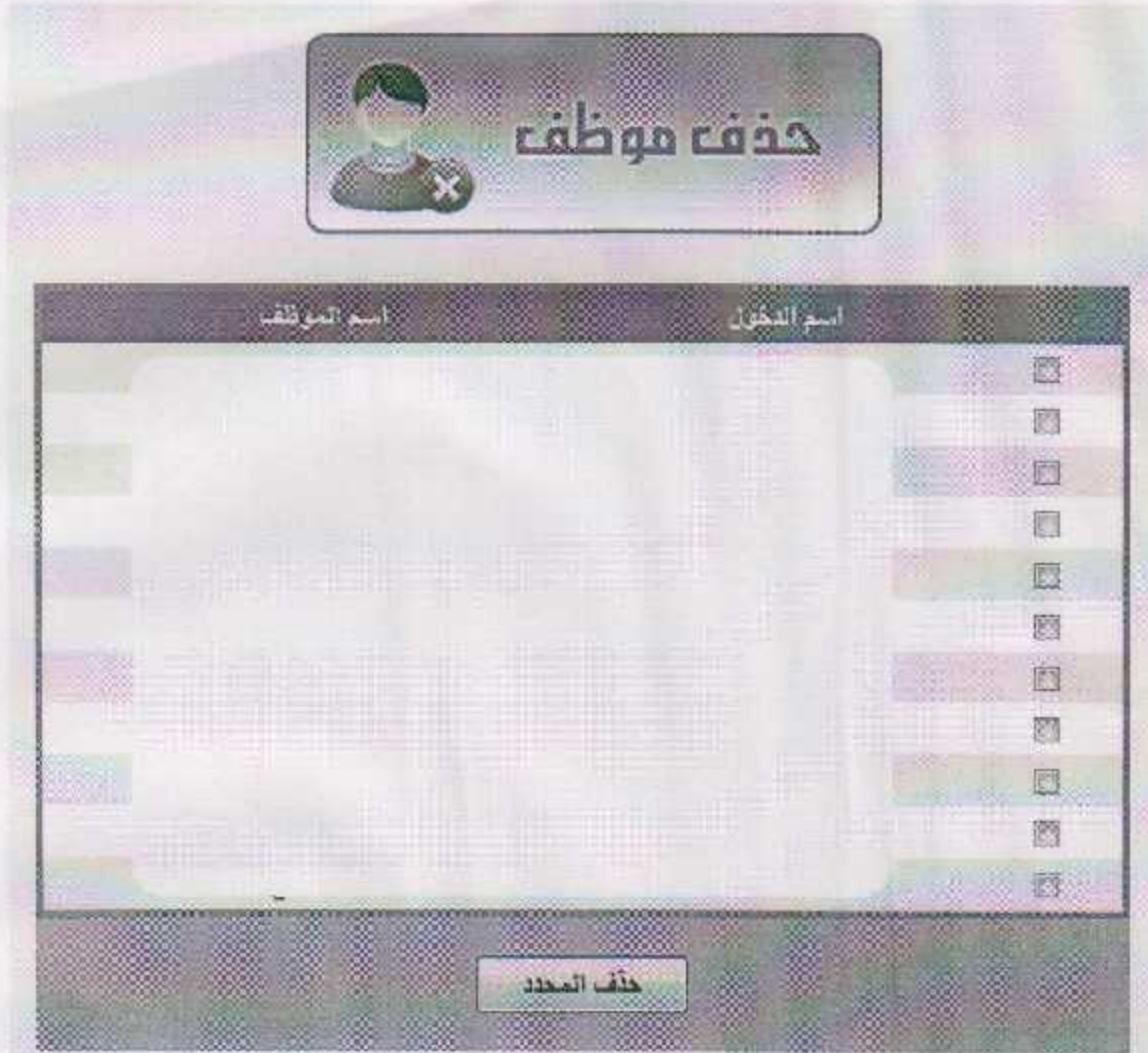 حذف موظف
اسم الدخول اسم الموظف
حذف المحدد